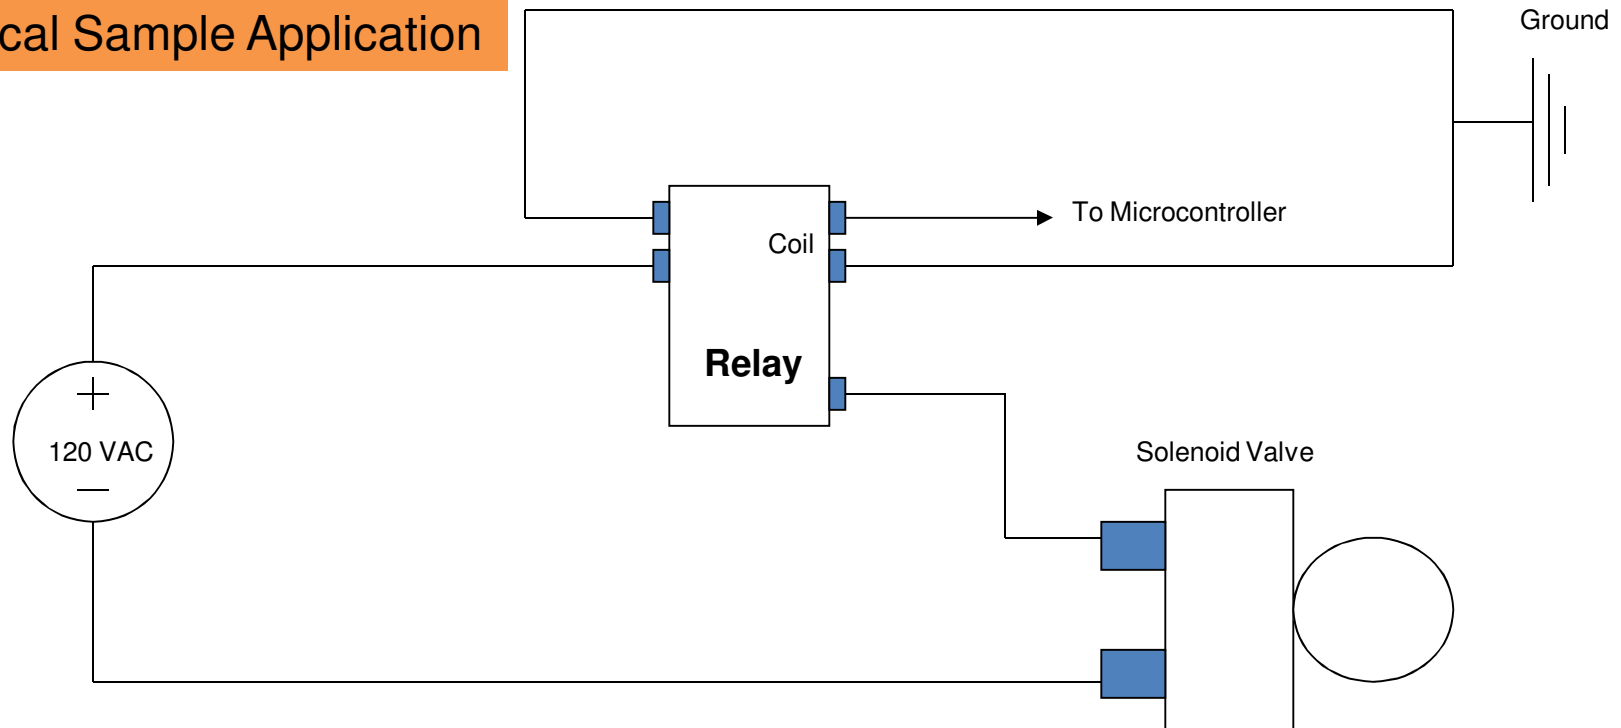 cal Sample Application
Ground
To Microcontroller
Coil
Relay
120 VAC
Solenoid Valve